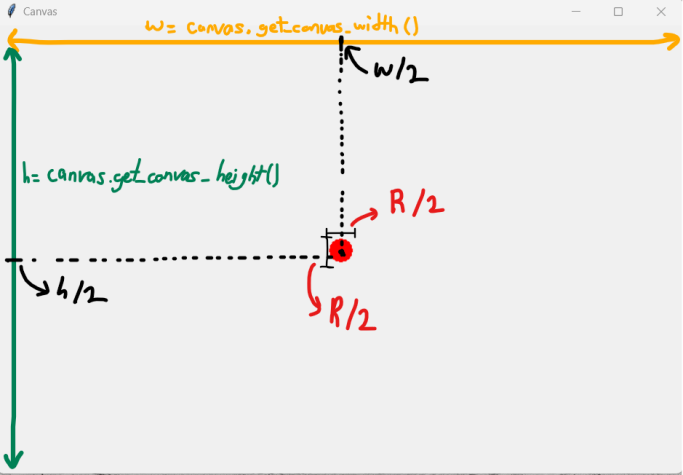 Canvas
w= canvas.get_canvas_width()
w/2
h= canvas.get_canvas_height()
R/2
h/2
R/2